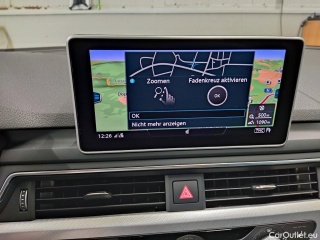 Zoomen
Fadenkreuz aktivieren
OK
OK
Nicht mehr anzeigen
12:26
CarOutlet.eu